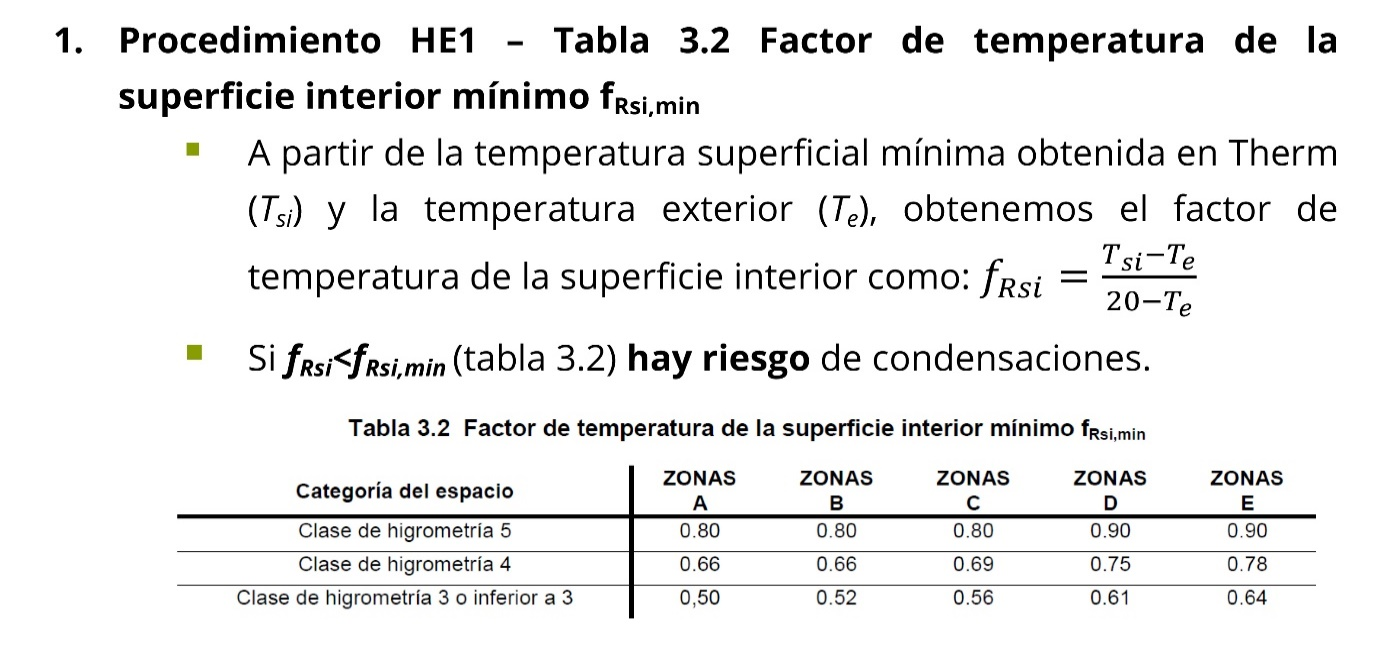 1. Procedimiento HE1 – Tabla 3.2 Factor de temperatura de la
superficie interior mínimo fRsi,min
▪ A partir de la temperatura superficial mínima obtenida en Therm
(Tsi) y la temperatura exterior (Te), obtenemos el factor de
temperatura de la superficie interior como: fRsi = (Tsi−Te)/(20−Te)
▪ Si fRsi<fRsi,min (tabla 3.2) hay riesgo de condensaciones.
Tabla 3.2 Factor de temperatura de la superficie interior mínimo fRsi,min
Categoría del espacio ZONAS A ZONAS B ZONAS C ZONAS D ZONAS E
Clase de higrometría 5 0.80 0.80 0.80 0.90 0.90
Clase de higrometría 4 0.66 0.66 0.69 0.75 0.78
Clase de higrometría 3 o inferior a 3 0,50 0.52 0.56 0.61 0.64